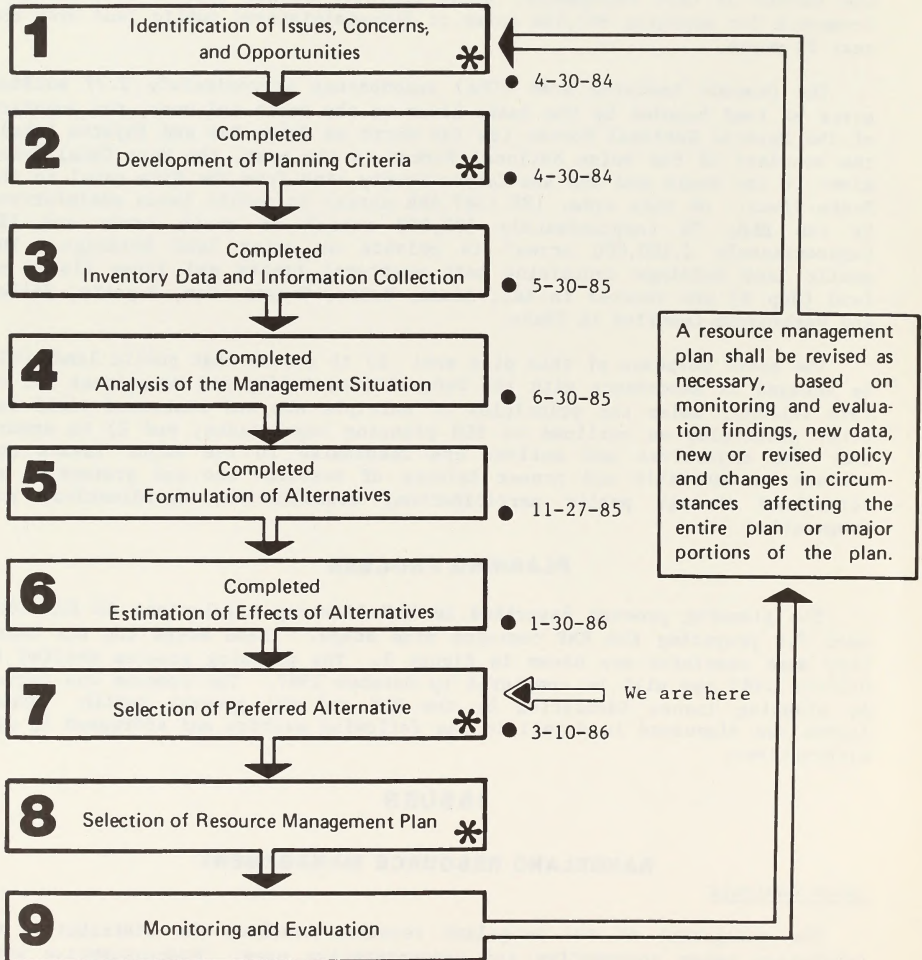 1
Identification of Issues, Concerns,
and Opportunities
*
● 4-30-84
2
Completed
Development of Planning Criteria
*
● 4-30-84
3
Completed
Inventory Data and Information Collection
● 5-30-85
4
Completed
Analysis of the Management Situation
● 6-30-85
5
Completed
Formulation of Alternatives
● 11-27-85
6
Completed
Estimation of Effects of Alternatives
● 1-30-86
7
Selection of Preferred Alternative
*
We are here
● 3-10-86
8
Selection of Resource Management Plan
*
9
Monitoring and Evaluation
A resource management
plan shall be revised as
necessary, based on
monitoring and evalua-
tion findings, new data,
new or revised policy
and changes in circum-
stances affecting the
entire plan or major
portions of the plan.